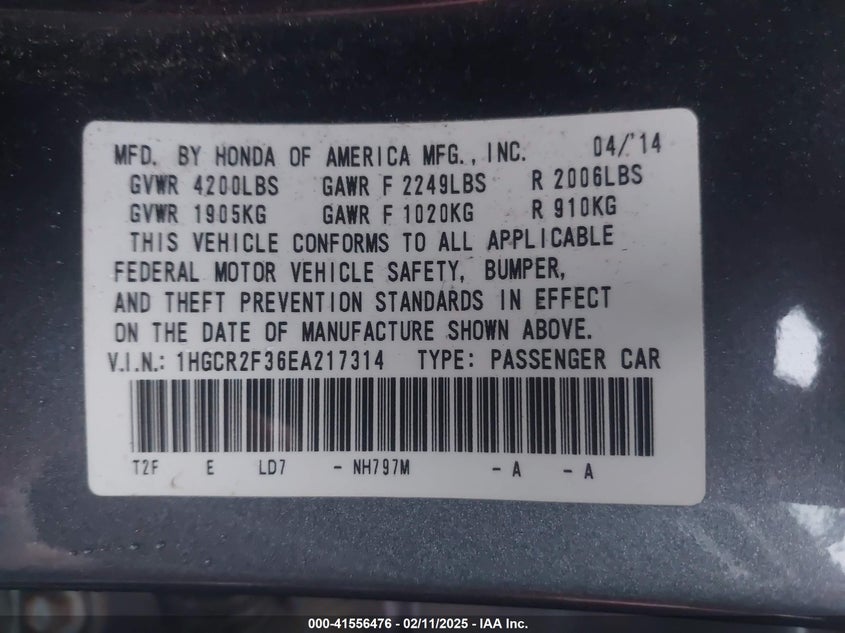 MFD. BY HONDA OF AMERICA MFG., INC. 04/'14
GVWR 4200LBS GAWR F 2249LBS R 2006LBS
GVWR 1905KG GAWR F 1020KG R 910KG
THIS VEHICLE CONFORMS TO ALL APPLICABLE
FEDERAL MOTOR VEHICLE SAFETY, BUMPER,
AND THEFT PREVENTION STANDARDS IN EFFECT
ON THE DATE OF MANUFACTURE SHOWN ABOVE.
V.I.N.: 1HGCR2F36EA217314 TYPE: PASSENGER CAR
T2F E LD7 - NH797M - A - A
000-41556476 - 02/11/2025 - IAA Inc.